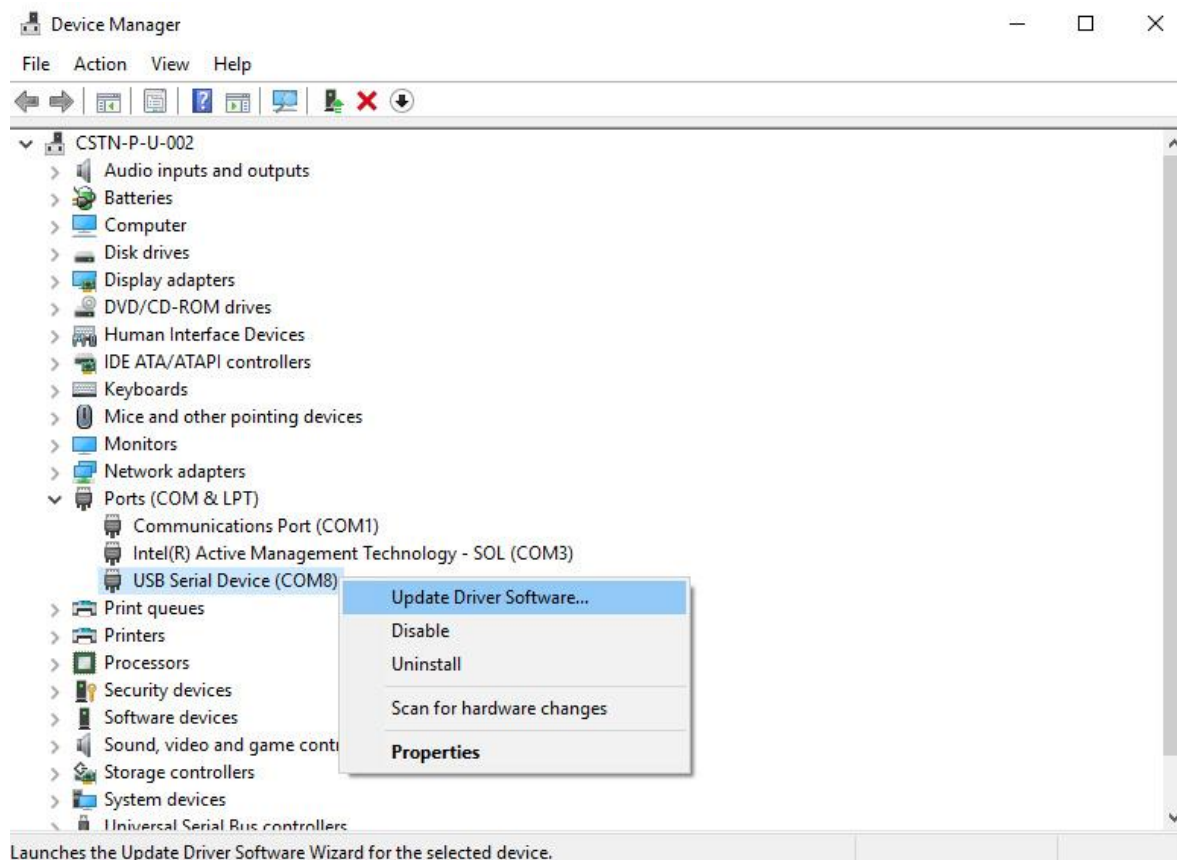 Device Manager
File Action View Help
CSTN-P-U-002
Audio inputs and outputs
Batteries
Computer
Disk drives
Display adapters
DVD/CD-ROM drives
Human Interface Devices
IDE ATA/ATAPI controllers
Keyboards
Mice and other pointing devices
Monitors
Network adapters
Ports (COM & LPT)
Communications Port (COM1)
Intel(R) Active Management Technology - SOL (COM3)
USB Serial Device (COM8)
Update Driver Software...
Disable
Uninstall
Scan for hardware changes
Properties
Print queues
Printers
Processors
Security devices
Software devices
Sound, video and game contr
Storage controllers
System devices
Universal Serial Bus controllers
Launches the Update Driver Software Wizard for the selected device.